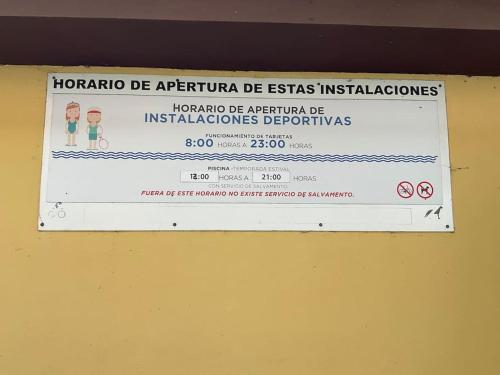 HORARIO DE APERTURA DE ESTAS INSTALACIONES
HORARIO DE APERTURA DE
INSTALACIONES DEPORTIVAS
FUNCIONAMIENTO DE TARJETAS
8:00 HORAS A 23:00 HORAS
PISCINA -TEMPORADA ESTIVAL
HORAS A 21:00 HORAS
CON SERVICIO DE SALVAMENTO.
FUERA DE ESTE HORARIO NO EXISTE SERVICIO DE SALVAMENTO.